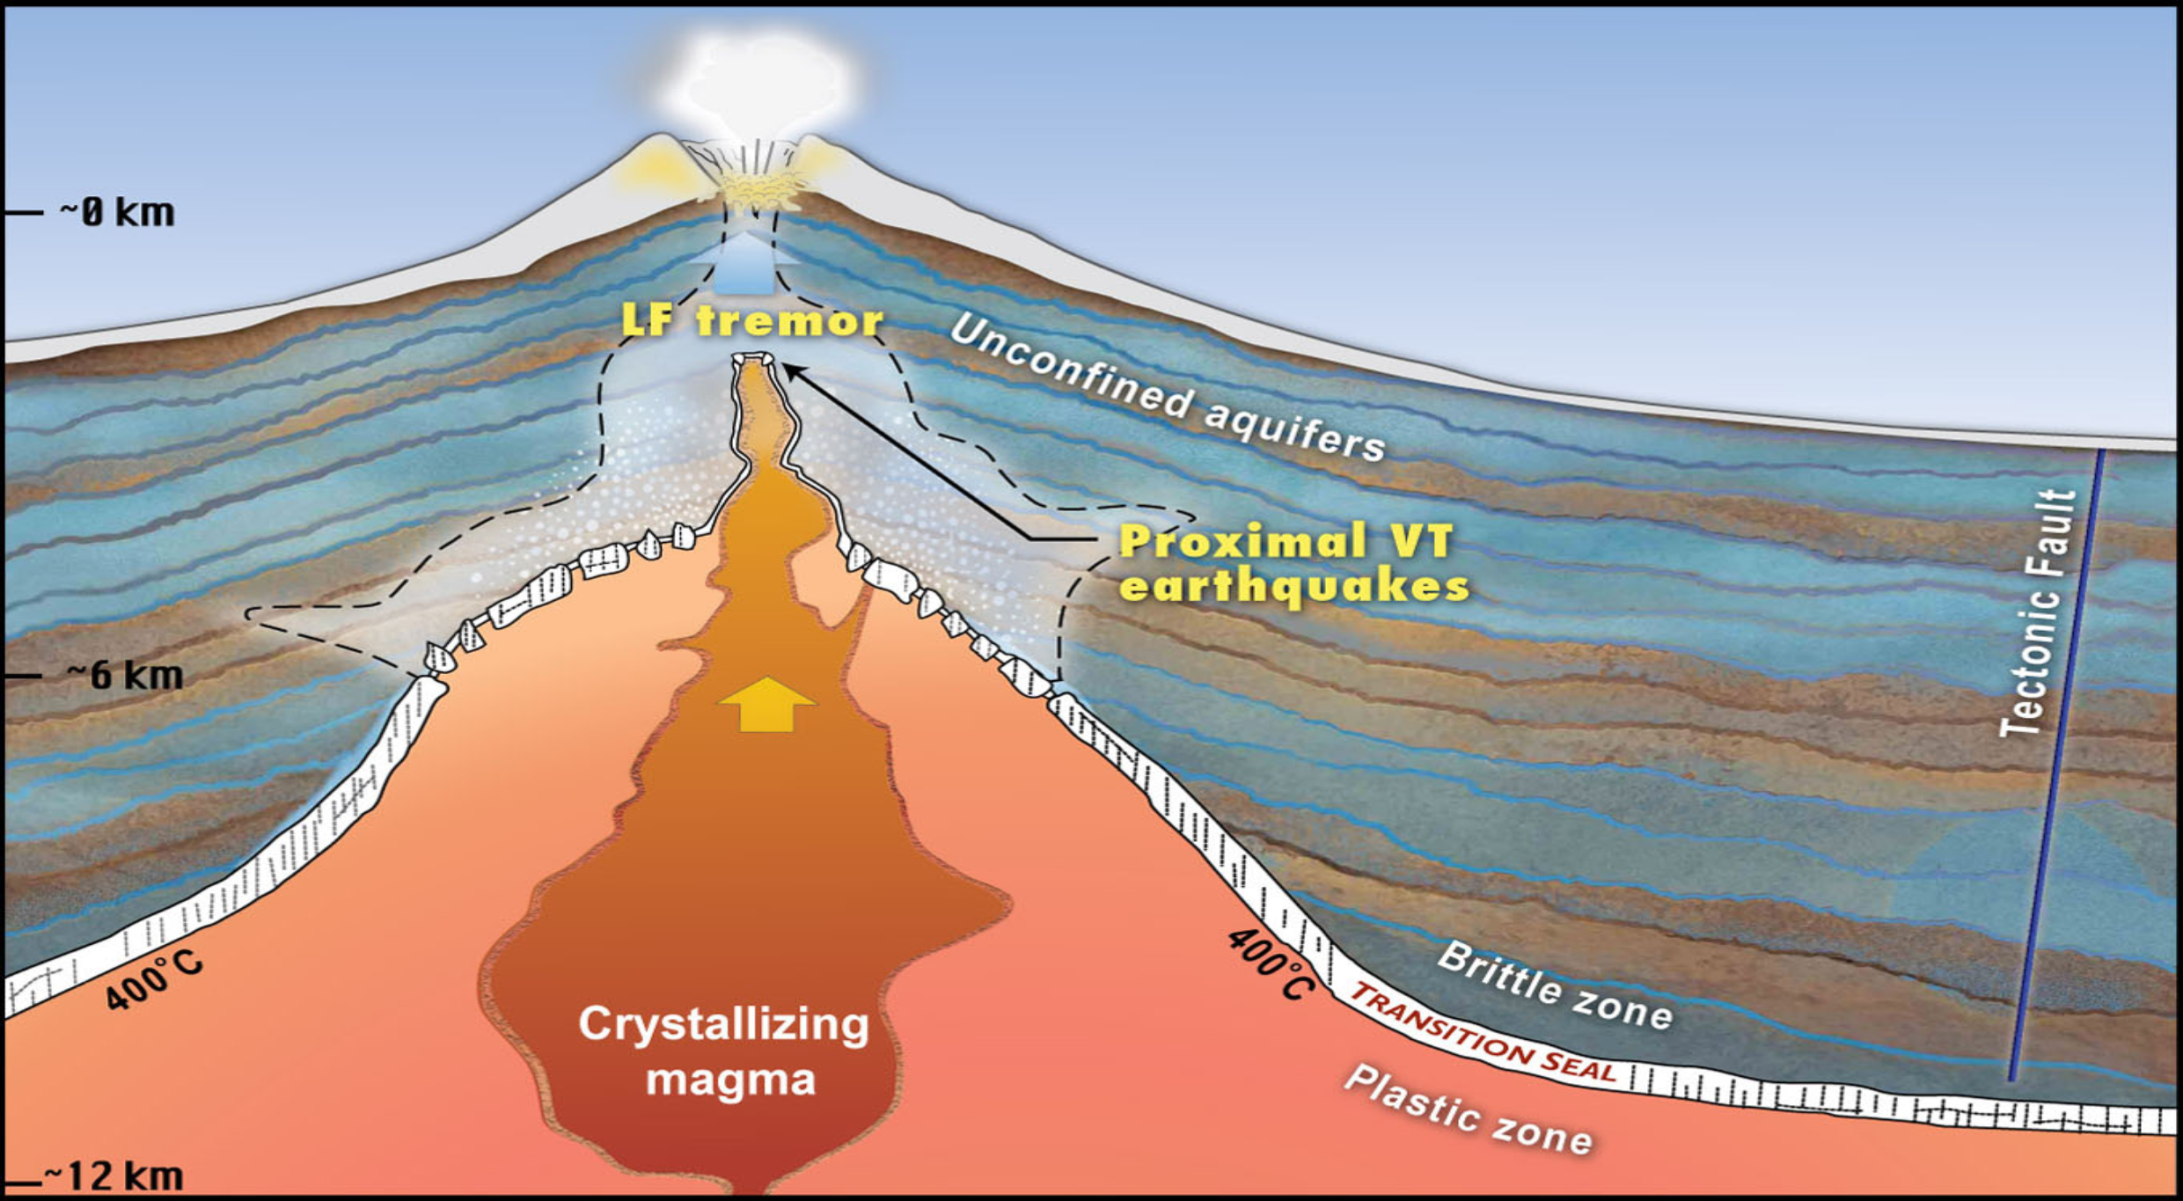 ~0 km
LF tremor
Unconfined aquifers
Proximal VT
earthquakes
Tectonic Fault
~6 km
400°C
400°C
Brittle zone
TRANSITION SEAL
Crystallizing
magma
Plastic zone
~12 km